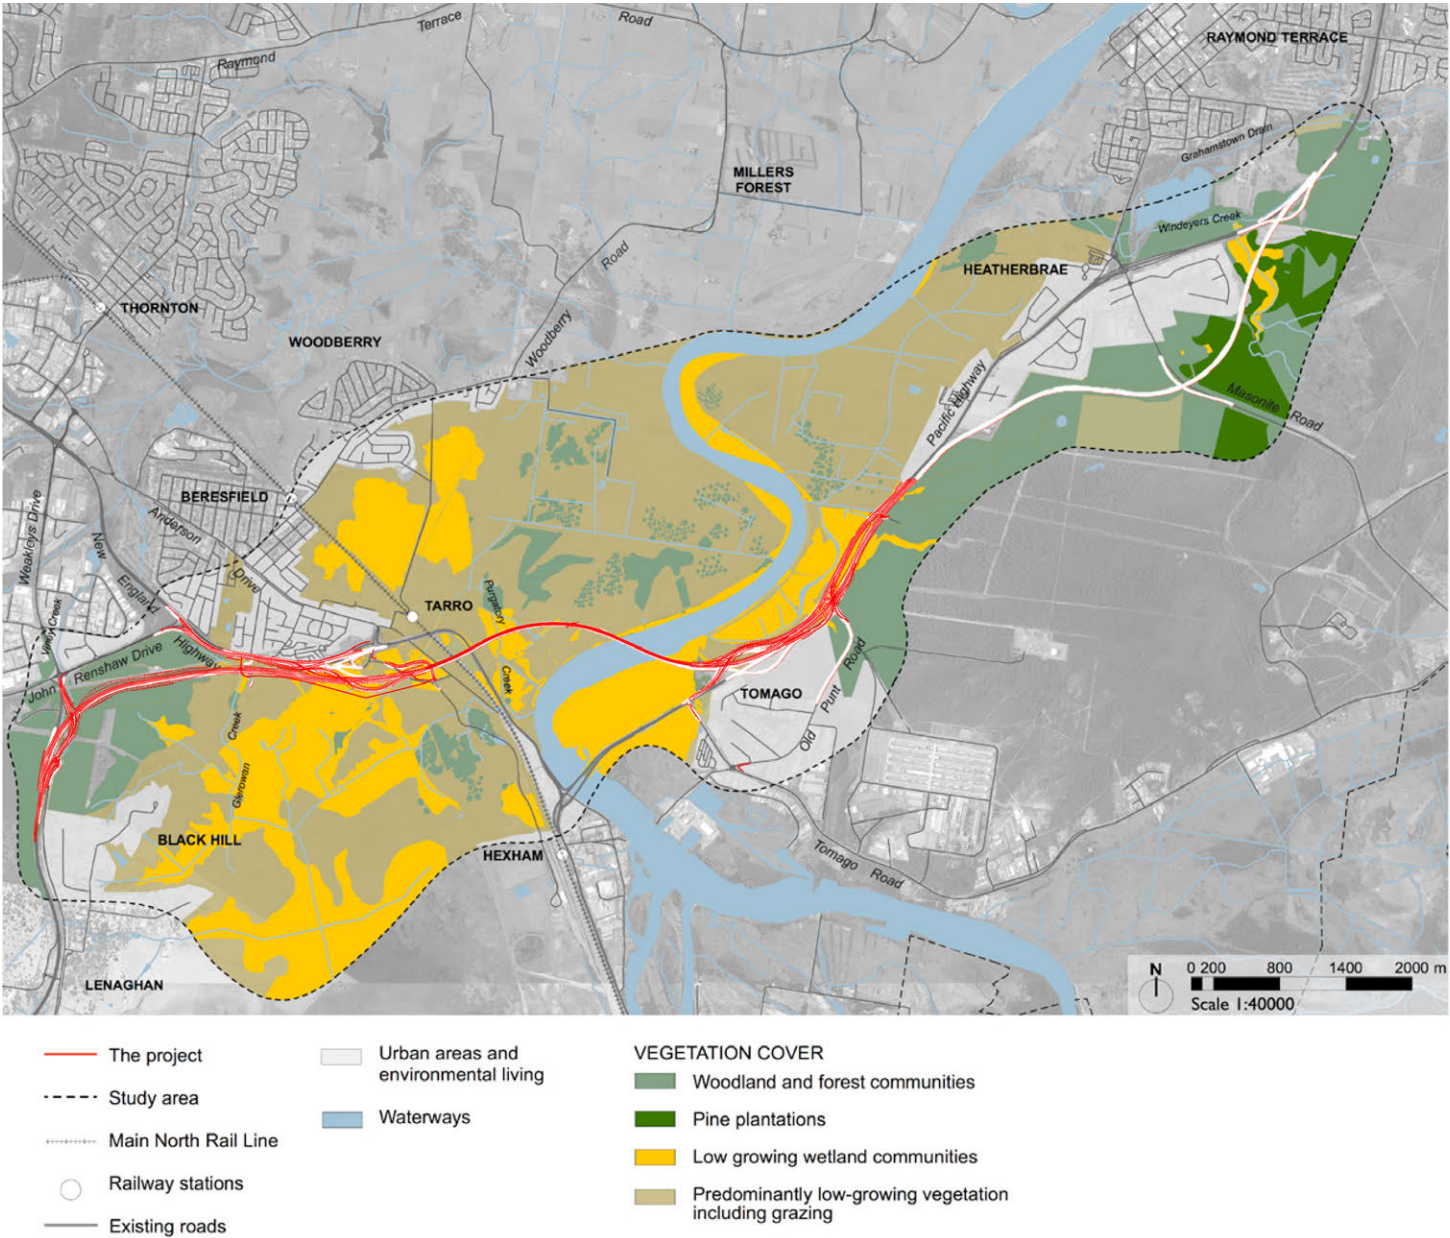 Terrace
Road
RAYMOND TERRACE
Raymond
Grahamstown Drain
MILLERS
FOREST
Windeyers Creek
Road
HEATHERBRAE
THORNTON
WOODBERRY
Woodberry
Pacific Highway
Masonite Road
BERESFIELD
Anderson
Drive
Weakleys Drive
New
England
Highway
TARRO
Purgatory
Creek
Viney Creek
John Renshaw Drive
TOMAGO
Old Punt Road
Creek
Glenrowan
BLACK HILL
HEXHAM
Tomago Road
LENAGHAN
N
0 200 800 1400 2000 m
Scale 1:40000
The project
Study area
Main North Rail Line
Railway stations
Existing roads
Urban areas and
environmental living
Waterways
VEGETATION COVER
Woodland and forest communities
Pine plantations
Low growing wetland communities
Predominantly low-growing vegetation
including grazing